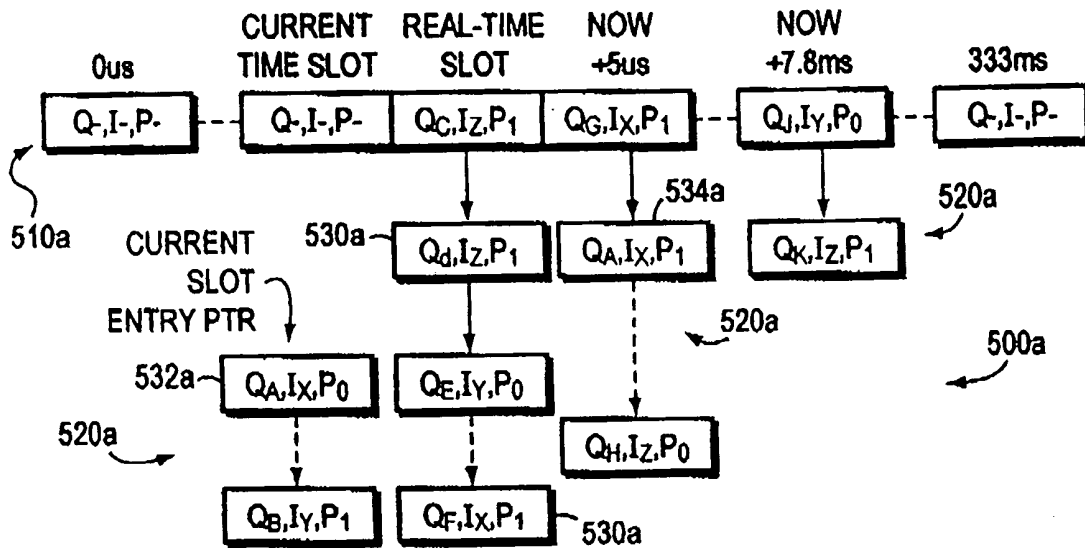 0us
CURRENT TIME SLOT
REAL-TIME SLOT
NOW +5us
NOW +7.8ms
333ms
Q-,I-,P-
Q-,I-,P-
QC,IZ,P1
QG,IX,P1
QJ,IY,P0
Q-,I-,P-
510a
530a
Qd,IZ,P1
534a
QA,IX,P1
QK,IZ,P1
520a
CURRENT
SLOT
ENTRY PTR
520a
500a
532a
QA,IX,P0
QE,IY,P0
520a
QH,IZ,P0
QB,IY,P1
QF,IX,P1
530a